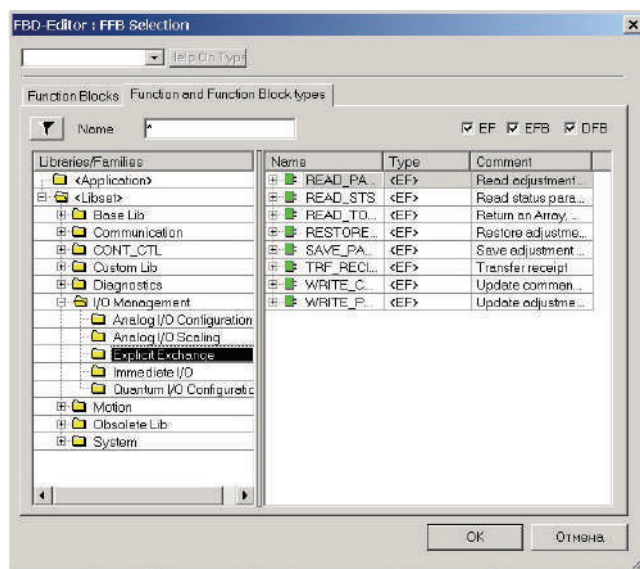 FBD-Editor : FFB Selection
Help On Type
Function Blocks Function and Function Block types
Name * EF EFB DFB
Libraries/Families Name Type Comment
<Application> READ_PA... <EF> Read adjustment...
<Libset> READ_STS <EF> Read status para...
Base Lib READ_TO... <EF> Return an Array, ...
Communication RESTORE... <EF> Restore adjustme...
CONT_CTL SAVE_PA... <EF> Save adjustment ...
Custom Lib TRF_RECI... <EF> Transfer receipt
Diagnostics WRITE_C... <EF> Update comman...
I/O Management WRITE_P... <EF> Update adjustme...
Analog I/O Configuration
Analog I/O Scaling
Explicit Exchange
Immediate I/O
Quantum I/O Configuratic
Motion
Obsolete Lib
System
OK Отмена